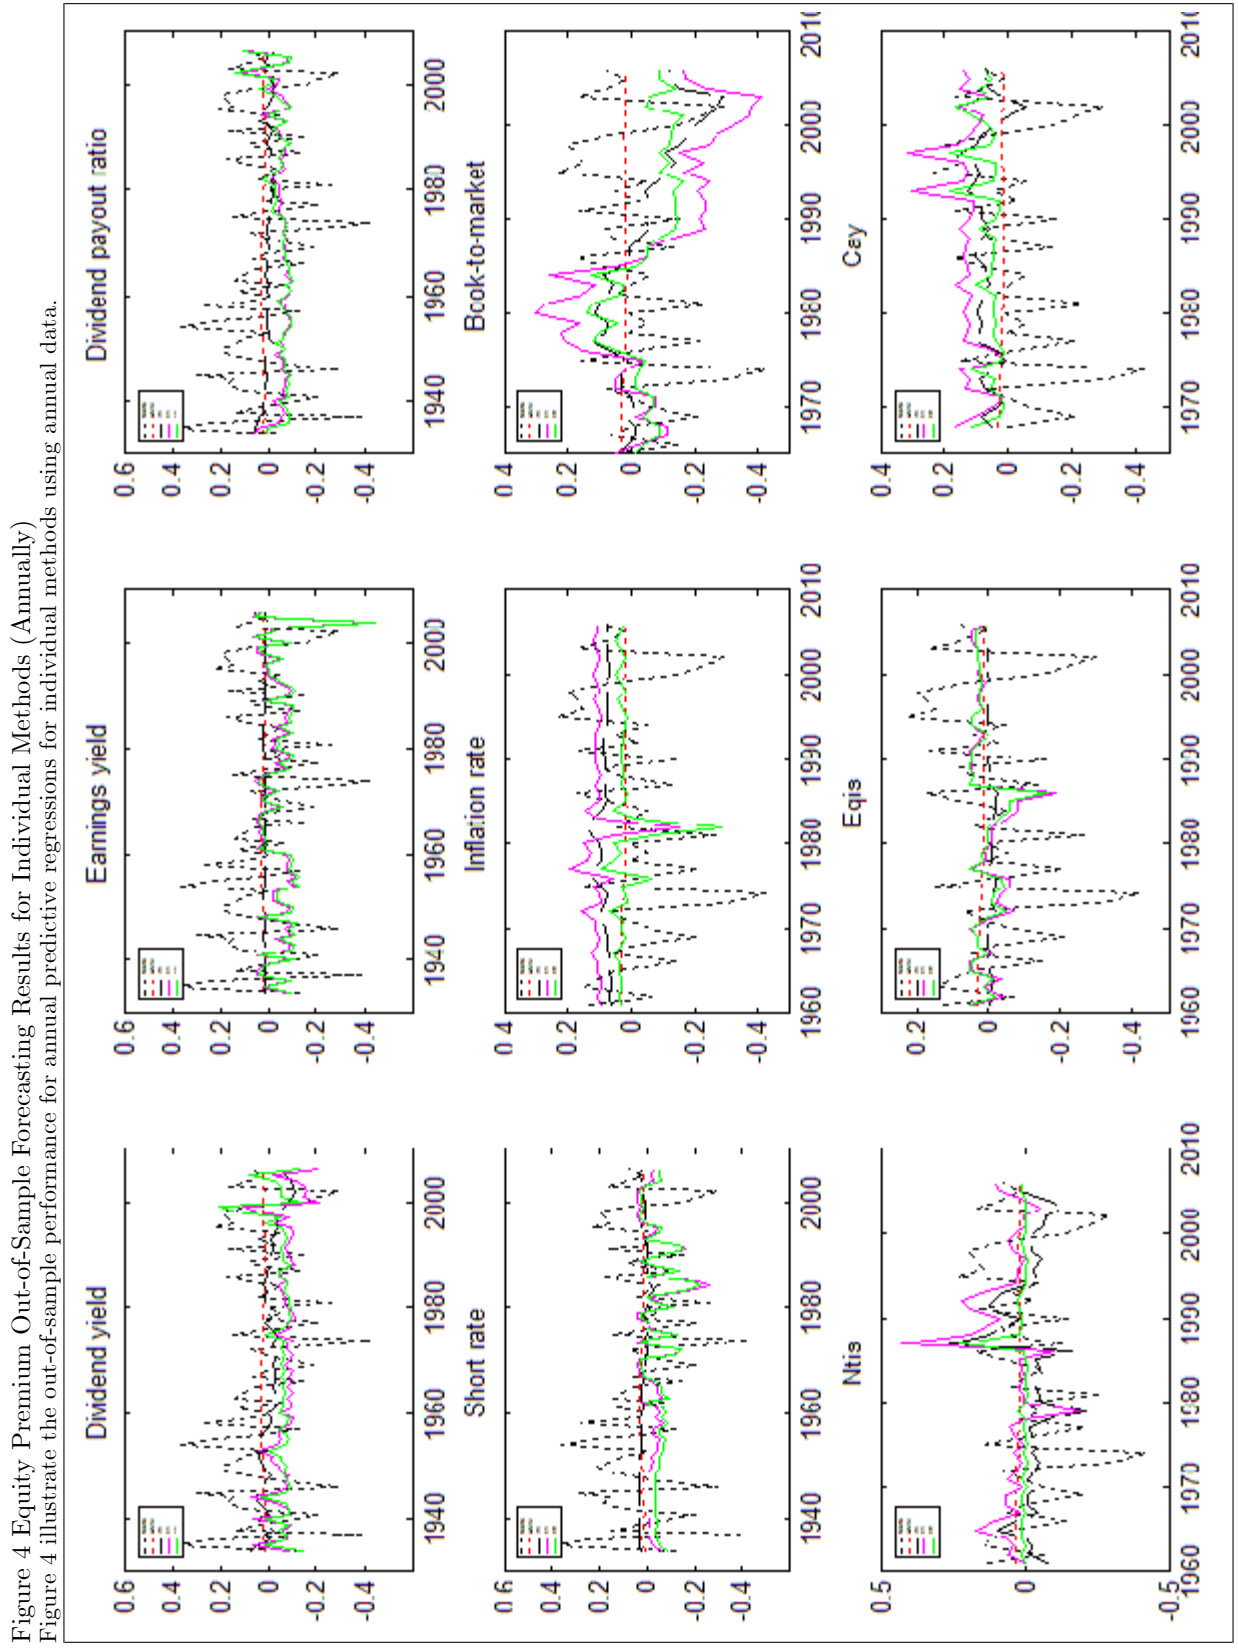 Figure 4 Equity Premium Out-of-Sample Forecasting Results for Individual Methods (Annually)
Figure 4 illustrate the out-of-sample performance for annual predictive regressions for individual methods using annual data.
Dividend yield
0.6
0.4
0.2
0
-0.2
-0.4
1940 1960 1980 2000
Earnings yield
0.6
0.4
0.2
0
-0.2
-0.4
1940 1960 1980 2000
Dividend payout ratio
0.6
0.4
0.2
0
-0.2
-0.4
1940 1960 1980 2000
Short rate
0.6
0.4
0.2
0
-0.2
-0.4
1940 1960 1980 2000
Inflation rate
0.4
0.2
0
-0.2
-0.4
1960 1970 1980 1990 2000 2010
Book-to-market
0.4
0.2
0
-0.2
-0.4
1970 1980 1990 2000 2010
Ntis
0.5
0
-0.5
1960 1970 1980 1990 2000 2010
Eqis
0.2
0
-0.2
-0.4
1960 1970 1980 1990 2000 2010
Cay
0.4
0.2
0
-0.2
-0.4
1970 1980 1990 2000 2010